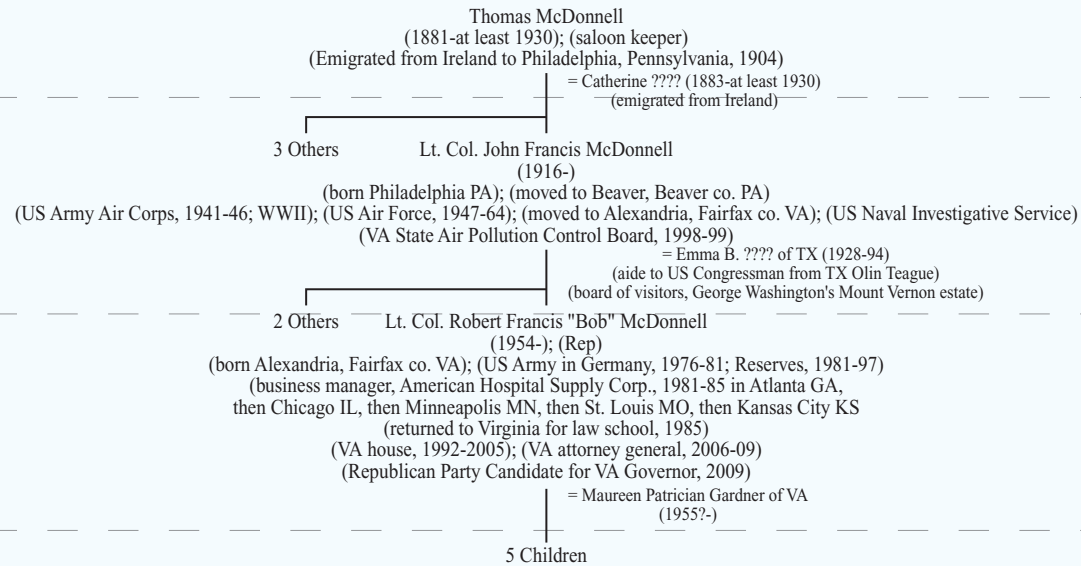 Thomas McDonnell
(1881-at least 1930); (saloon keeper)
(Emigrated from Ireland to Philadelphia, Pennsylvania, 1904)
= Catherine ???? (1883-at least 1930)
(emigrated from Ireland)
3 Others
Lt. Col. John Francis McDonnell
(1916-)
(born Philadelphia PA); (moved to Beaver, Beaver co. PA)
(US Army Air Corps, 1941-46; WWII); (US Air Force, 1947-64); (moved to Alexandria, Fairfax co. VA); (US Naval Investigative Service)
(VA State Air Pollution Control Board, 1998-99)
= Emma B. ???? of TX (1928-94)
(aide to US Congressman from TX Olin Teague)
(board of visitors, George Washington's Mount Vernon estate)
2 Others
Lt. Col. Robert Francis "Bob" McDonnell
(1954-); (Rep)
(born Alexandria, Fairfax co. VA); (US Army in Germany, 1976-81; Reserves, 1981-97)
(business manager, American Hospital Supply Corp., 1981-85 in Atlanta GA,
then Chicago IL, then Minneapolis MN, then St. Louis MO, then Kansas City KS
(returned to Virginia for law school, 1985)
(VA house, 1992-2005); (VA attorney general, 2006-09)
(Republican Party Candidate for VA Governor, 2009)
= Maureen Patrician Gardner of VA
(1955?-)
5 Children